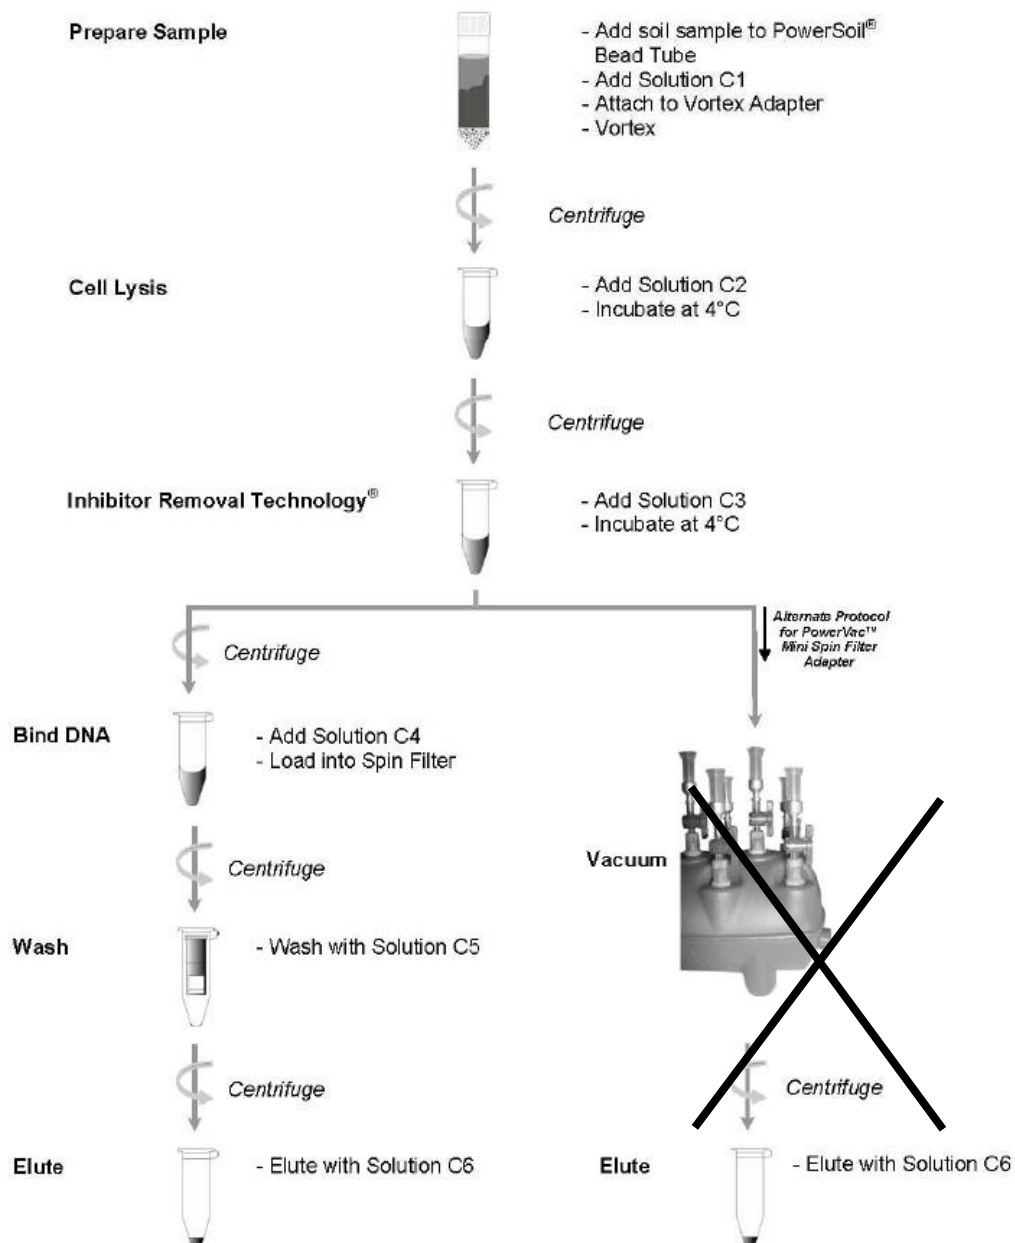 Prepare Sample
- Add soil sample to PowerSoil®
Bead Tube
- Add Solution C1
- Attach to Vortex Adapter
- Vortex
Centrifuge
Cell Lysis
- Add Solution C2
- Incubate at 4°C
Centrifuge
Inhibitor Removal Technology®
- Add Solution C3
- Incubate at 4°C
Centrifuge
Alternate Protocol
for PowerVac™
Mini Spin Filter
Adapter
Bind DNA
- Add Solution C4
- Load into Spin Filter
Centrifuge
Vacuum
Wash
- Wash with Solution C5
Centrifuge
Centrifuge
Elute
- Elute with Solution C6
Elute
- Elute with Solution C6